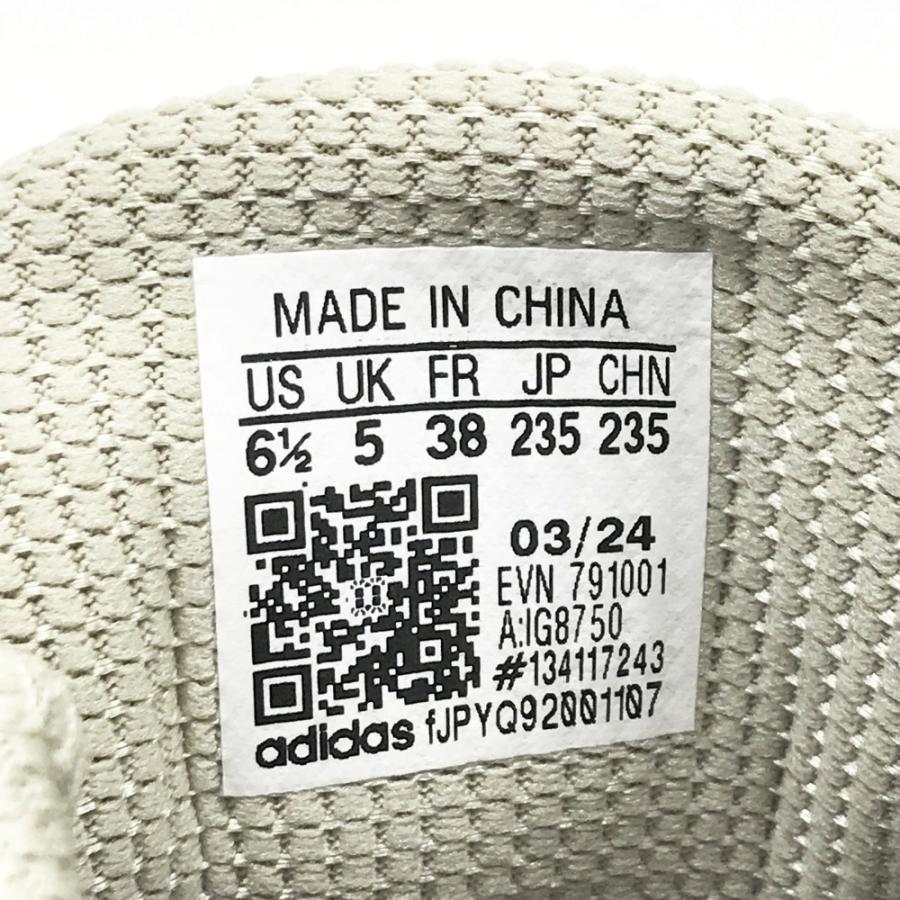 MADE IN CHINA
US UK FR JP CHN
6½ 5 38 235 235
03/24
EVN 791001
A:IG8750
#134117243
adidas fJPYQ92001107